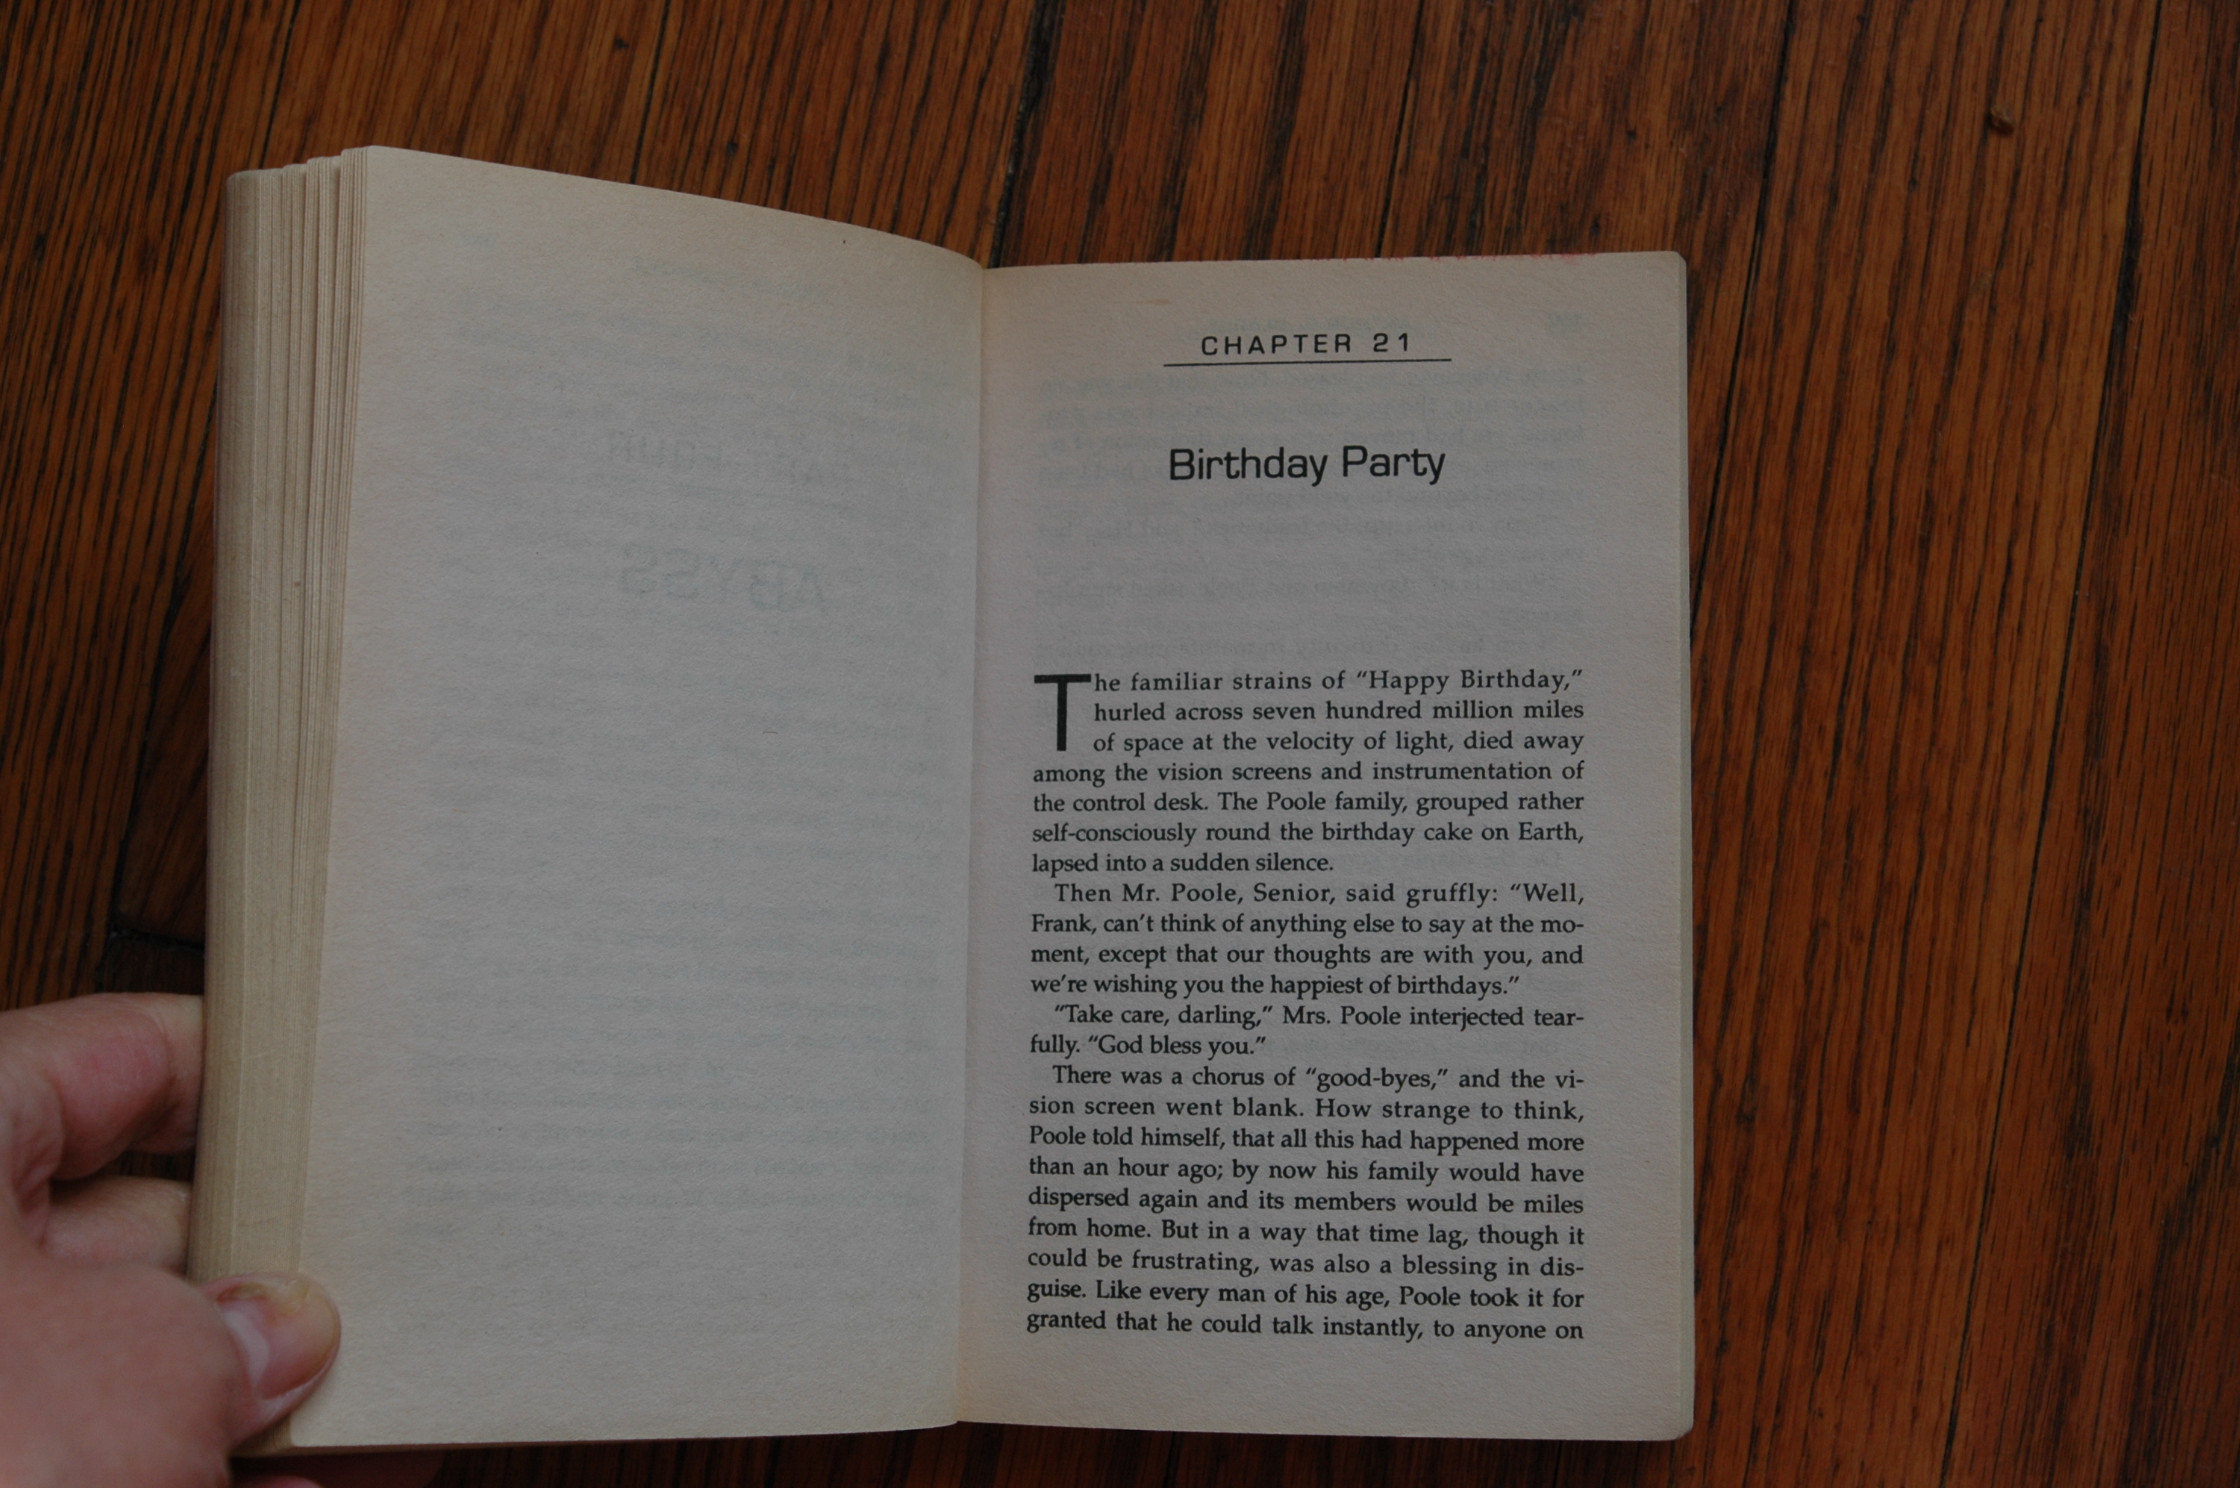 CHAPTER 21
Birthday Party
The familiar strains of "Happy Birthday,"
hurled across seven hundred million miles
of space at the velocity of light, died away
among the vision screens and instrumentation of
the control desk. The Poole family, grouped rather
self-consciously round the birthday cake on Earth,
lapsed into a sudden silence.
Then Mr. Poole, Senior, said gruffly: "Well,
Frank, can't think of anything else to say at the mo-
ment, except that our thoughts are with you, and
we're wishing you the happiest of birthdays."
"Take care, darling," Mrs. Poole interjected tear-
fully. "God bless you."
There was a chorus of "good-byes," and the vi-
sion screen went blank. How strange to think,
Poole told himself, that all this had happened more
than an hour ago; by now his family would have
dispersed again and its members would be miles
from home. But in a way that time lag, though it
could be frustrating, was also a blessing in dis-
guise. Like every man of his age, Poole took it for
granted that he could talk instantly, to anyone on